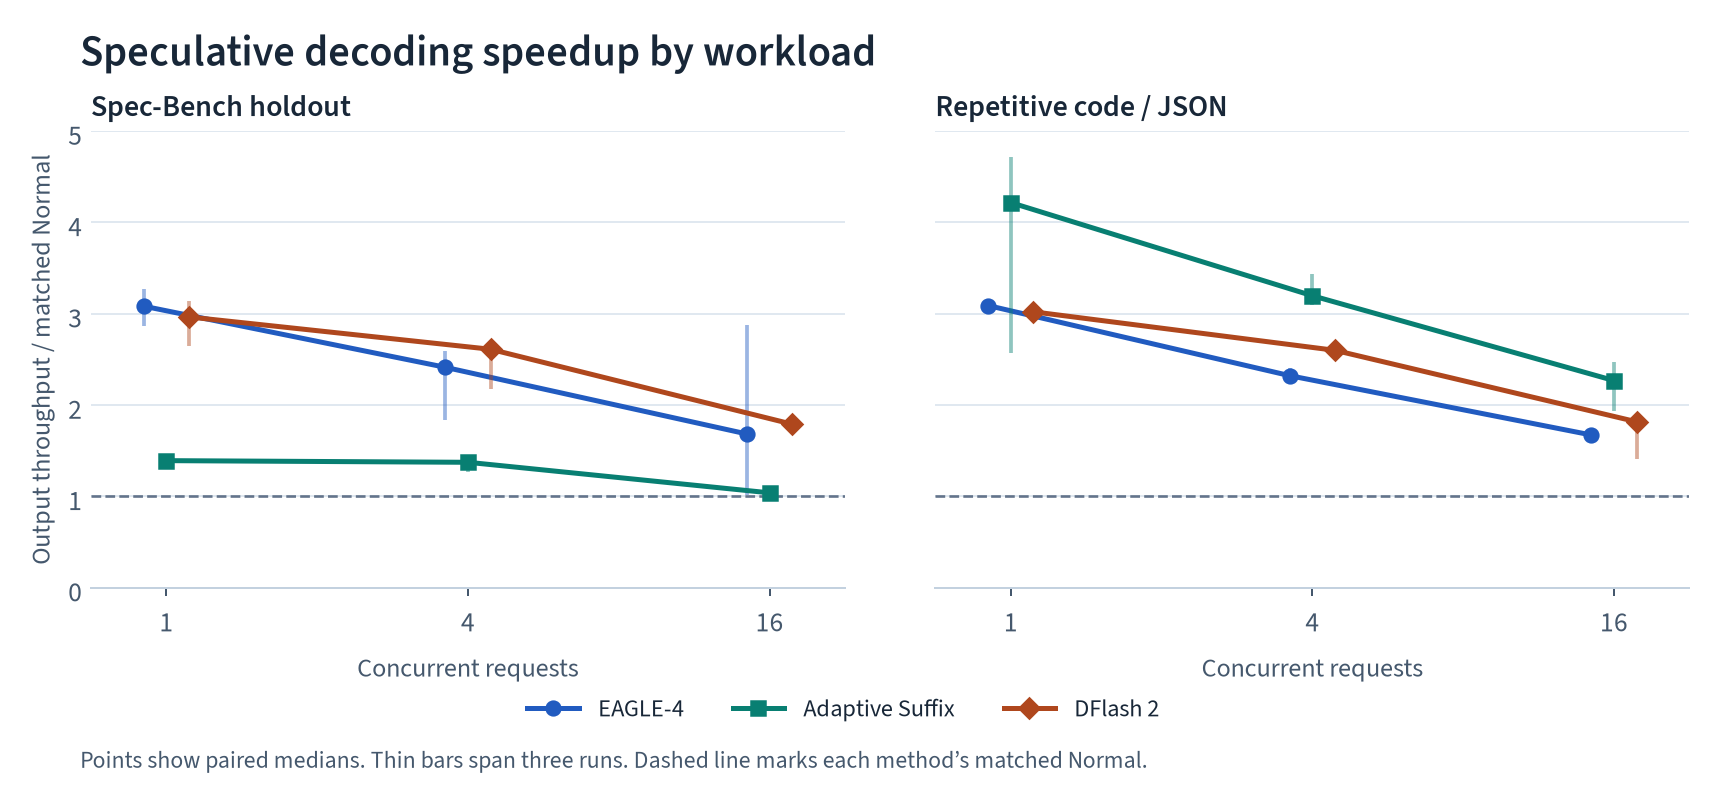 Speculative decoding speedup by workload
Spec-Bench holdout
Repetitive code / JSON
Output throughput / matched Normal
5
4
3
2
1
0
1 4 16
1 4 16
Concurrent requests
Concurrent requests
EAGLE-4 Adaptive Suffix DFlash 2
Points show paired medians. Thin bars span three runs. Dashed line marks each method’s matched Normal.